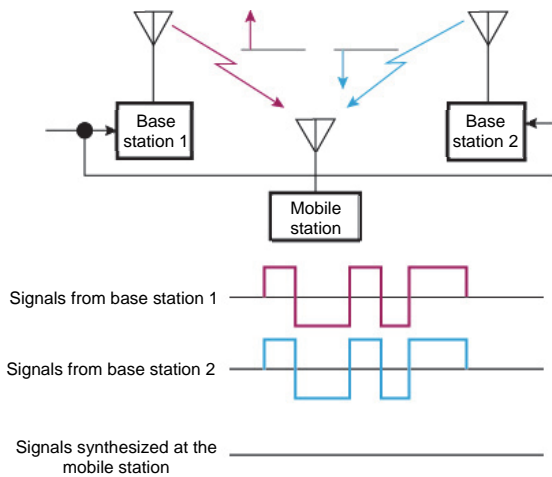 Base
station 1
Base
station 2
Mobile
station
Signals from base station 1
Signals from base station 2
Signals synthesized at the
mobile station